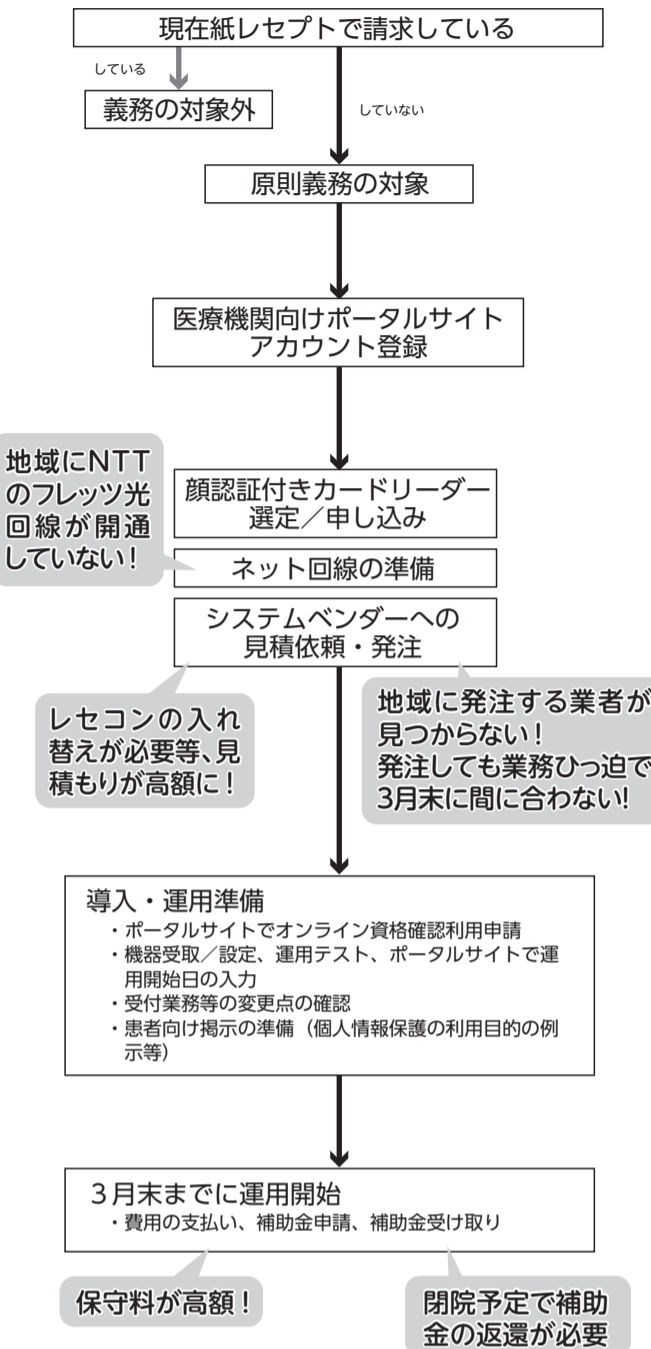 現在紙レセプトで請求している
している
義務の対象外
していない
原則義務の対象
医療機関向けポータルサイト
アカウント登録
地域にNTT
のフレッツ光
回線が開通
していない！
顔認証付きカードリーダー
選定／申し込み
ネット回線の準備
システムベンダーへの
見積依頼・発注
レセコンの入れ
替えが必要等、見
積もりが高額に！
地域に発注する業者が
見つからない！
発注しても業務ひっ迫で
3月末に間に合わない!
導入・運用準備
・ポータルサイトでオンライン資格確認利用申請
・機器受取／設定、運用テスト、ポータルサイトで運
用開始日の入力
・受付業務等の変更点の確認
・患者向け掲示の準備（個人情報保護の利用目的の例
示等）
３月末までに運用開始
・費用の支払い、補助金申請、補助金受け取り
保守料が高額！
閉院予定で補助
金の返還が必要